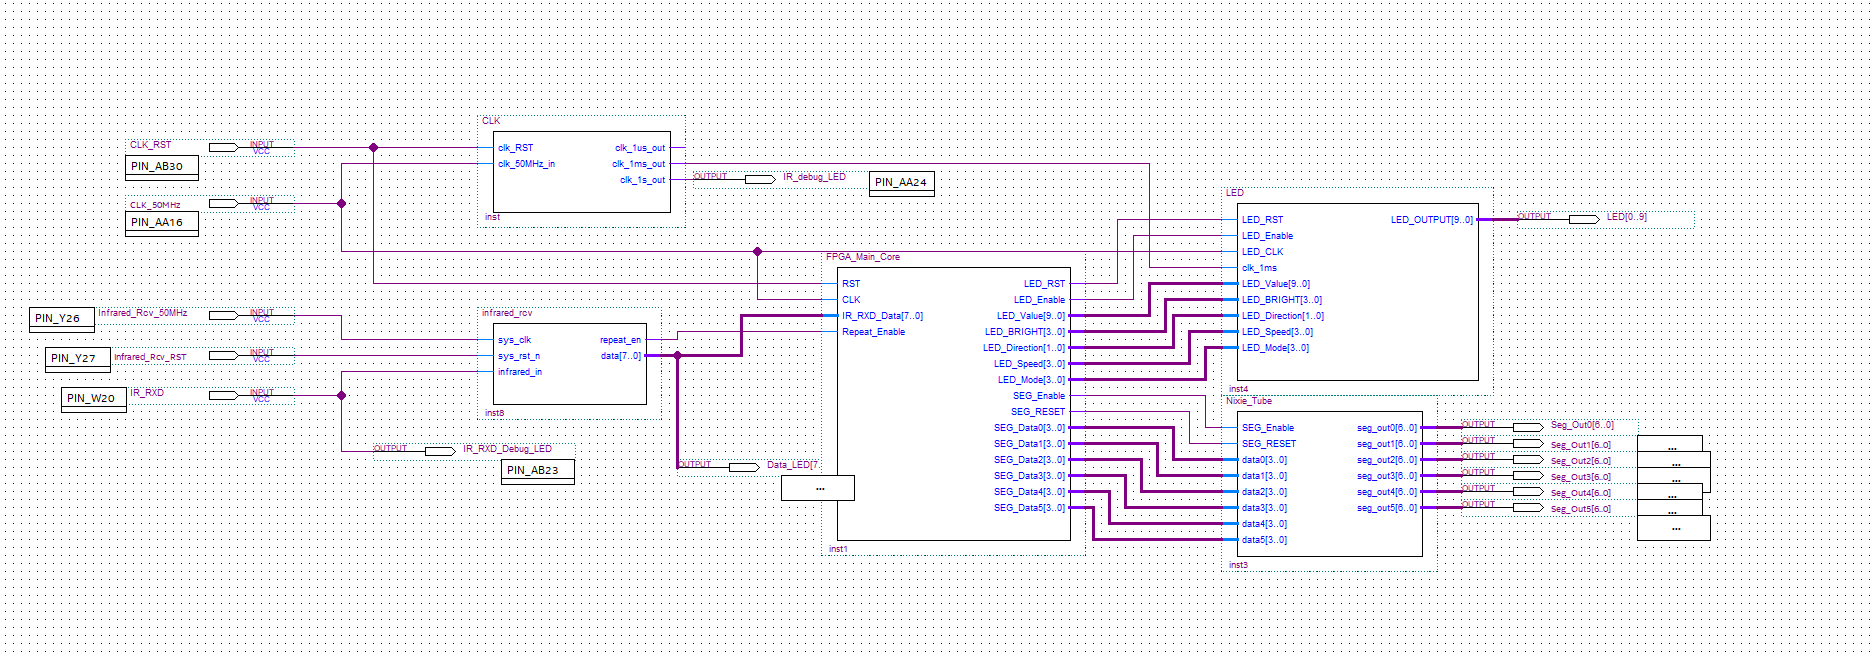 CLK_RST
INPUT
VCC
PIN_AB30
CLK_50MHz
INPUT
VCC
PIN_AA16
CLK
clk_RST
clk_50MHz_in
clk_1us_out
clk_1ms_out
clk_1s_out
inst
OUTPUT
IR_debug_LED
PIN_AA24
PIN_Y26
Infrared_Rcv_50MHz
INPUT
VCC
PIN_Y27
Infrared_Rcv_RST
INPUT
VCC
PIN_W20
IR_RXD
INPUT
VCC
infrared_rcv
sys_clk
sys_rst_n
infrared_in
repeat_en
data[7..0]
inst8
OUTPUT
IR_RXD_Debug_LED
PIN_AB23
OUTPUT
Data_LED[7
...
FPGA_Main_Core
RST
CLK
IR_RXD_Data[7..0]
Repeat_Enable
LED_RST
LED_Enable
LED_Value[9..0]
LED_BRIGHT[3..0]
LED_Direction[1..0]
LED_Speed[3..0]
LED_Mode[3..0]
SEG_Enable
SEG_RESET
SEG_Data0[3..0]
SEG_Data1[3..0]
SEG_Data2[3..0]
SEG_Data3[3..0]
SEG_Data4[3..0]
SEG_Data5[3..0]
inst1
LED
LED_RST
LED_Enable
LED_CLK
clk_1ms
LED_Value[9..0]
LED_BRIGHT[3..0]
LED_Direction[1..0]
LED_Speed[3..0]
LED_Mode[3..0]
LED_OUTPUT[9..0]
inst4
OUTPUT
LED[0..9]
Nixie_Tube
SEG_Enable
SEG_RESET
data0[3..0]
data1[3..0]
data2[3..0]
data3[3..0]
data4[3..0]
data5[3..0]
seg_out0[6..0]
seg_out1[6..0]
seg_out2[6..0]
seg_out3[6..0]
seg_out4[6..0]
seg_out5[6..0]
inst3
OUTPUT
Seg_Out0[6..0]
OUTPUT
Seg_Out1[6..0]
...
OUTPUT
Seg_Out2[6..0]
...
OUTPUT
Seg_Out3[6..0]
...
OUTPUT
Seg_Out4[6..0]
...
OUTPUT
Seg_Out5[6..0]
...
...